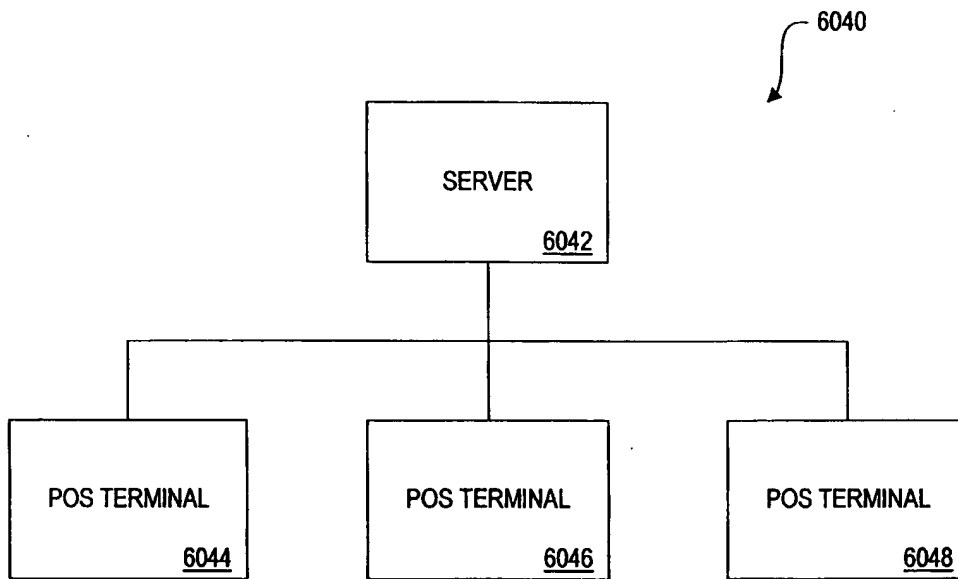 6040
SERVER
6042
POS TERMINAL
6044
POS TERMINAL
6046
POS TERMINAL
6048